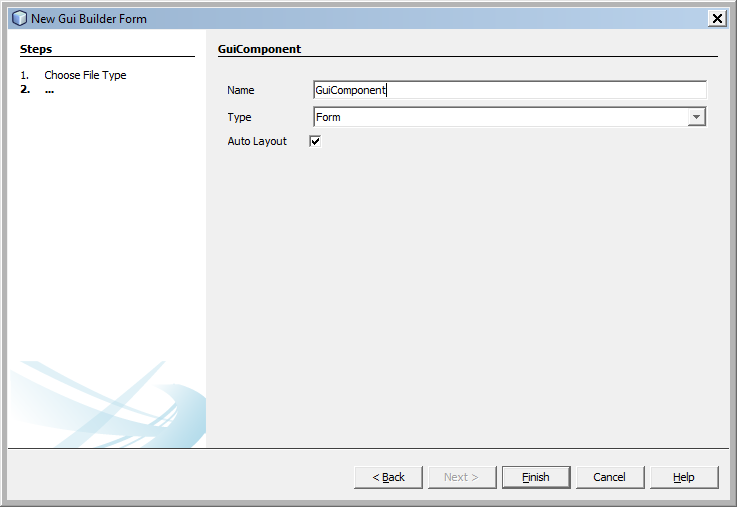 New Gui Builder Form
Steps
1. Choose File Type
2. ...
GuiComponent
Name GuiComponent
Type Form
Auto Layout
< Back Next > Finish Cancel Help